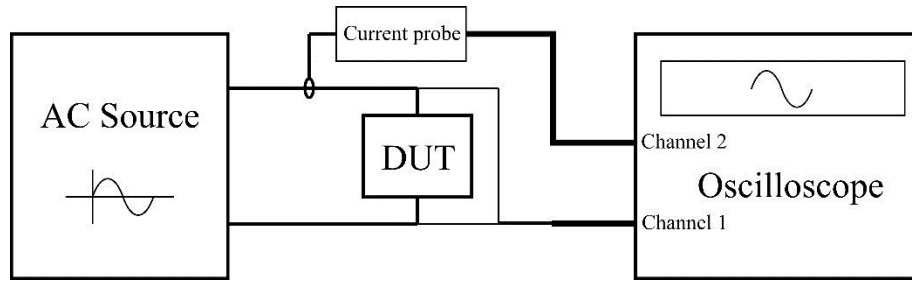 Current probe
AC Source
DUT
Channel 2
Oscilloscope
Channel 1